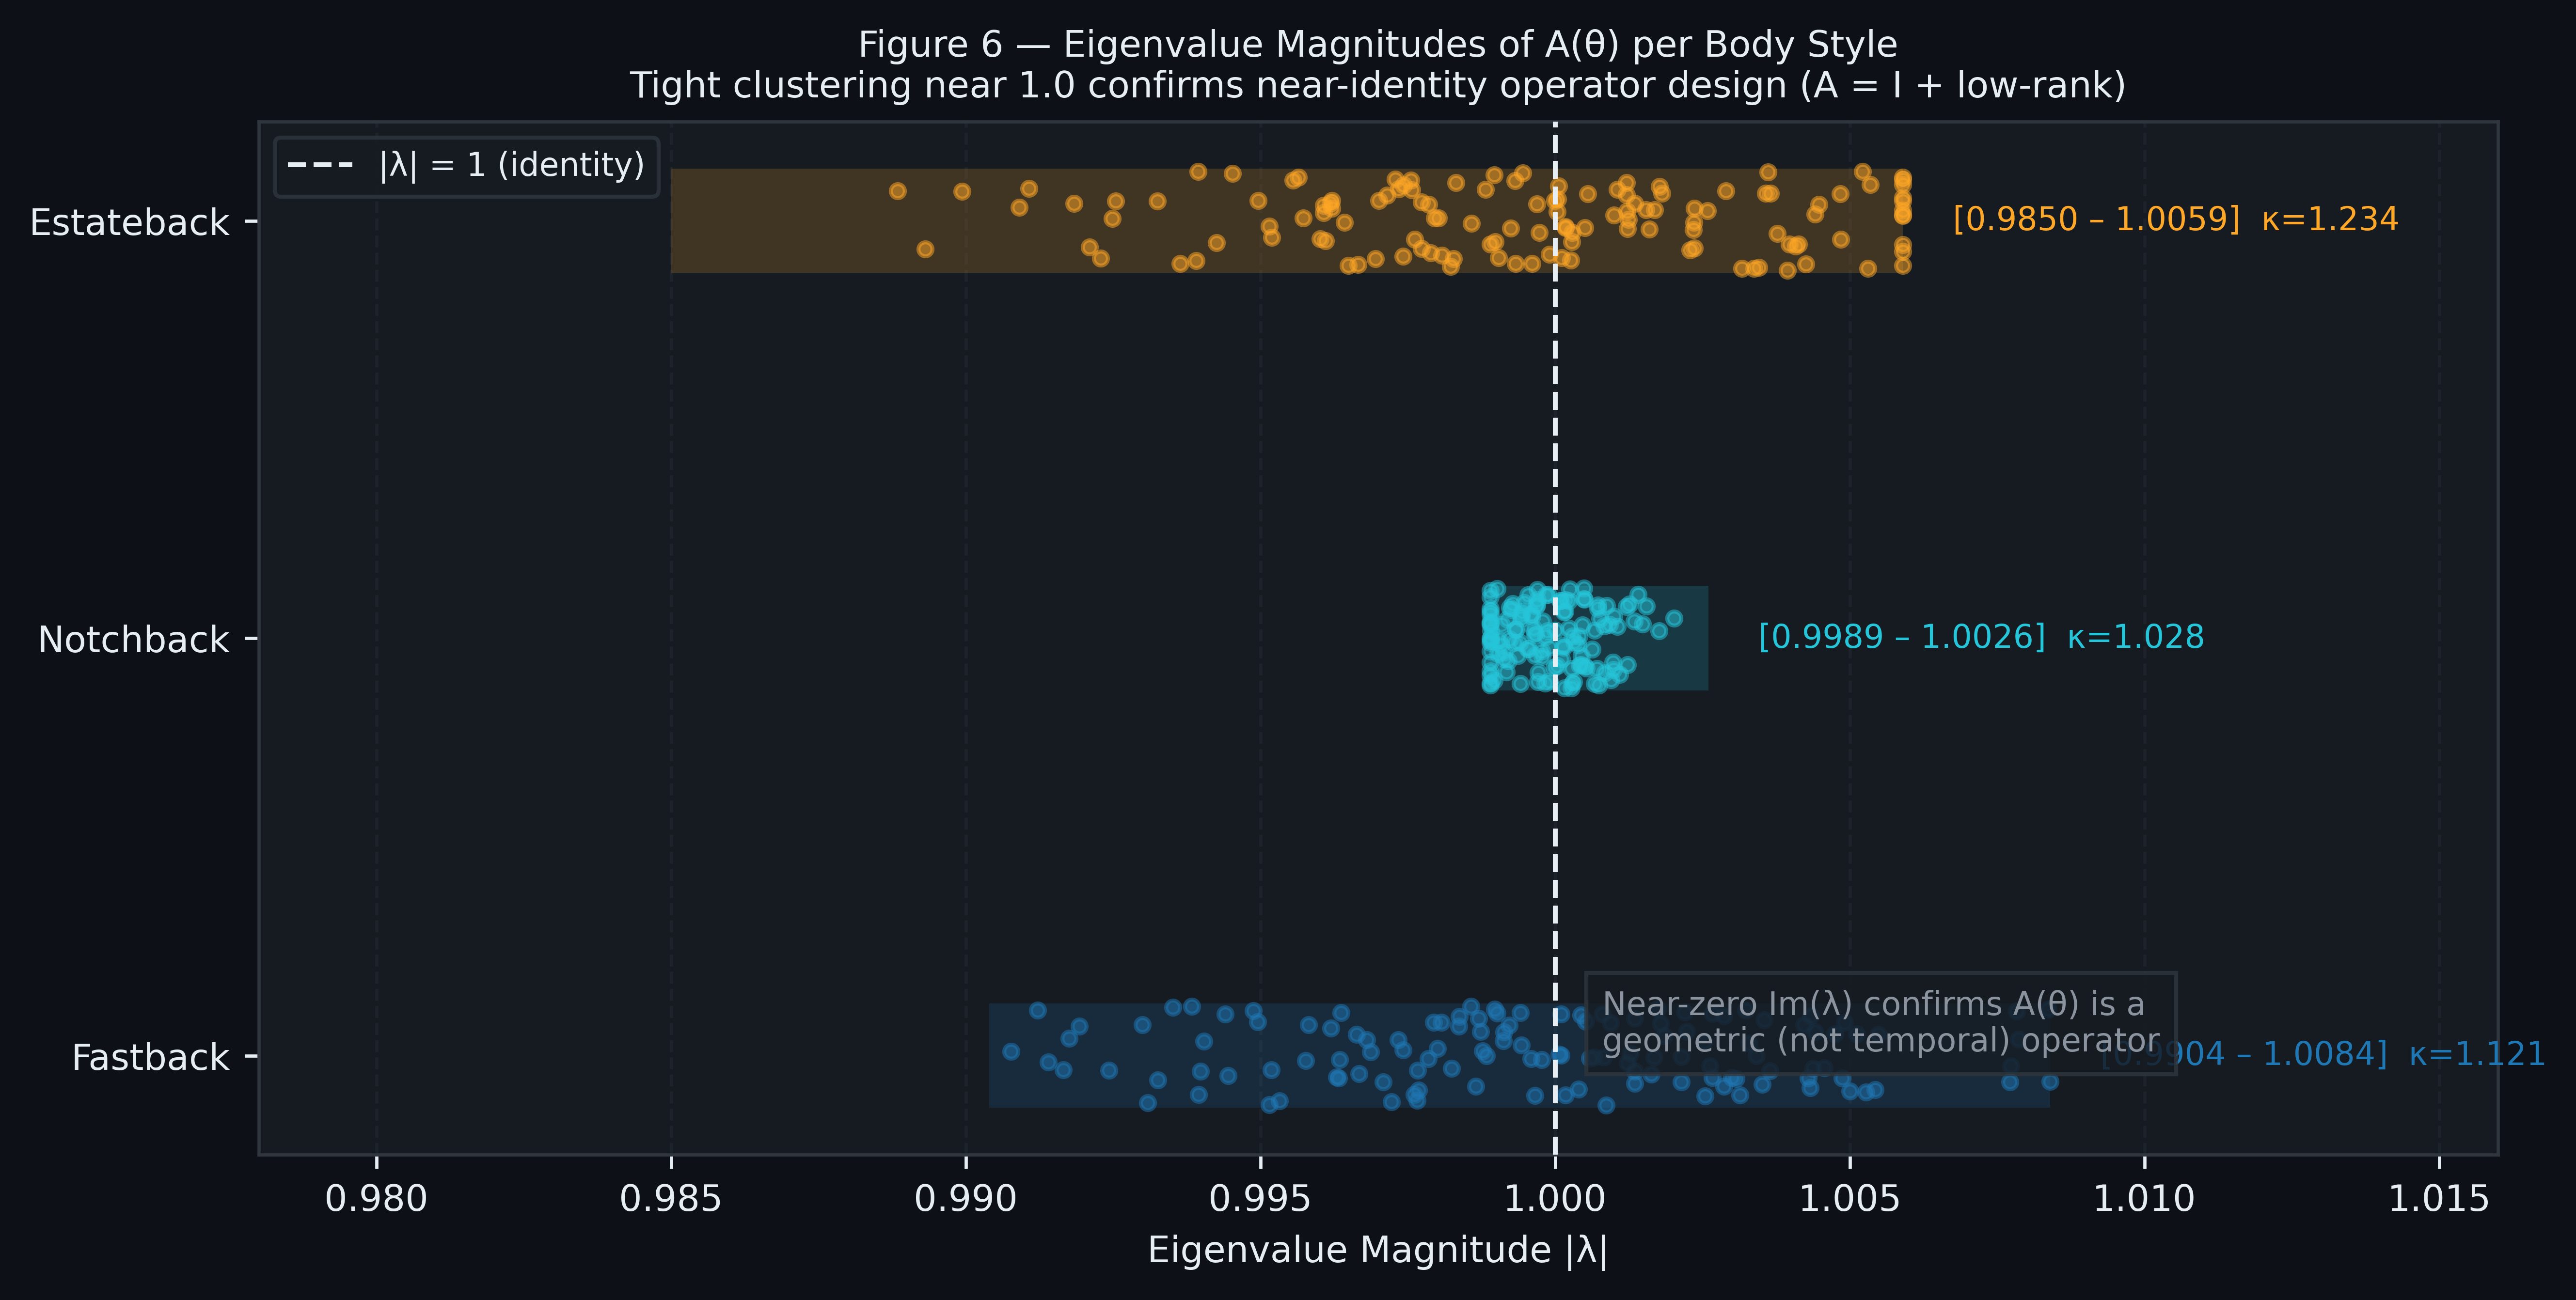 Figure 6 — Eigenvalue Magnitudes of A(θ) per Body Style
Tight clustering near 1.0 confirms near-identity operator design (A = I + low-rank)
|λ| = 1 (identity)
Estateback
[0.9850 – 1.0059]  κ=1.234
Notchback
[0.9989 – 1.0026]  κ=1.028
Near-zero Im(λ) confirms A(θ) is a
geometric (not temporal) operator
Fastback
[0.9904 – 1.0084]  κ=1.121
0.980 0.985 0.990 0.995 1.000 1.005 1.010 1.015
Eigenvalue Magnitude |λ|